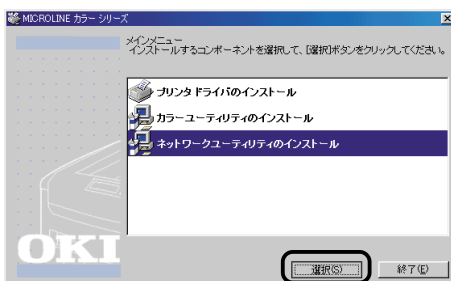 MICROLINE カラー シリーズ
メインメニュー
インストールするコンポーネントを選択して、[選択]ボタンをクリックしてください。
プリンタ ドライバのインストール
カラーユーティリティのインストール
ネットワークユーティリティのインストール
OKI
選択(S)
終了(E)